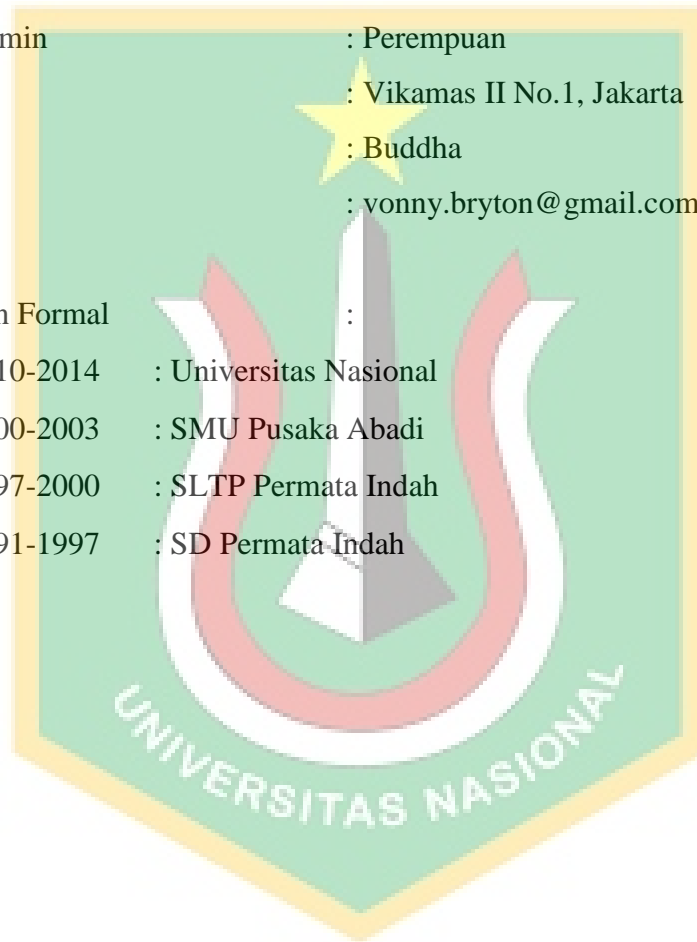 min : Perempuan
: Vikamas II No.1, Jakarta
: Buddha
: vonny.bryton@gmail.com
n Formal :
10-2014 : Universitas Nasional
00-2003 : SMU Pusaka Abadi
97-2000 : SLTP Permata Indah
91-1997 : SD Permata Indah
UNIVERSITAS NASIONAL